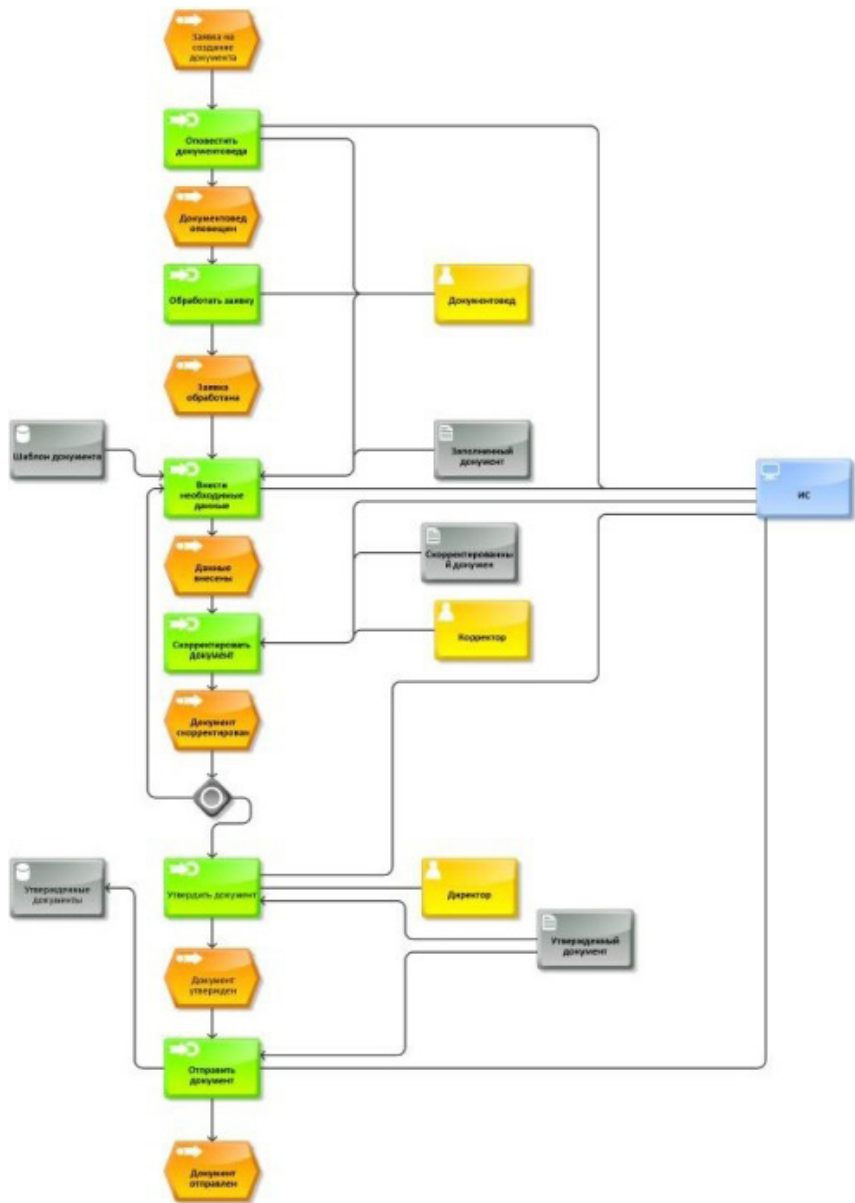 Заявка на
создание
документа
Оповестить
документоведа
Документовед
оповещен
Обработать заявку
Документовед
Заявка
обработана
Шаблон документа
Заполненный
документ
Внести
необходимые
данные
ИС
Скорректированны
й докумен
Данные
внесены
Скорректировать
документ
Корректор
Документ
скорректирован
Утвержденные
документы
Утвердить документ
Директор
Утвержденный
документ
Документ
утвержден
Отправить
документ
Документ
отправлен